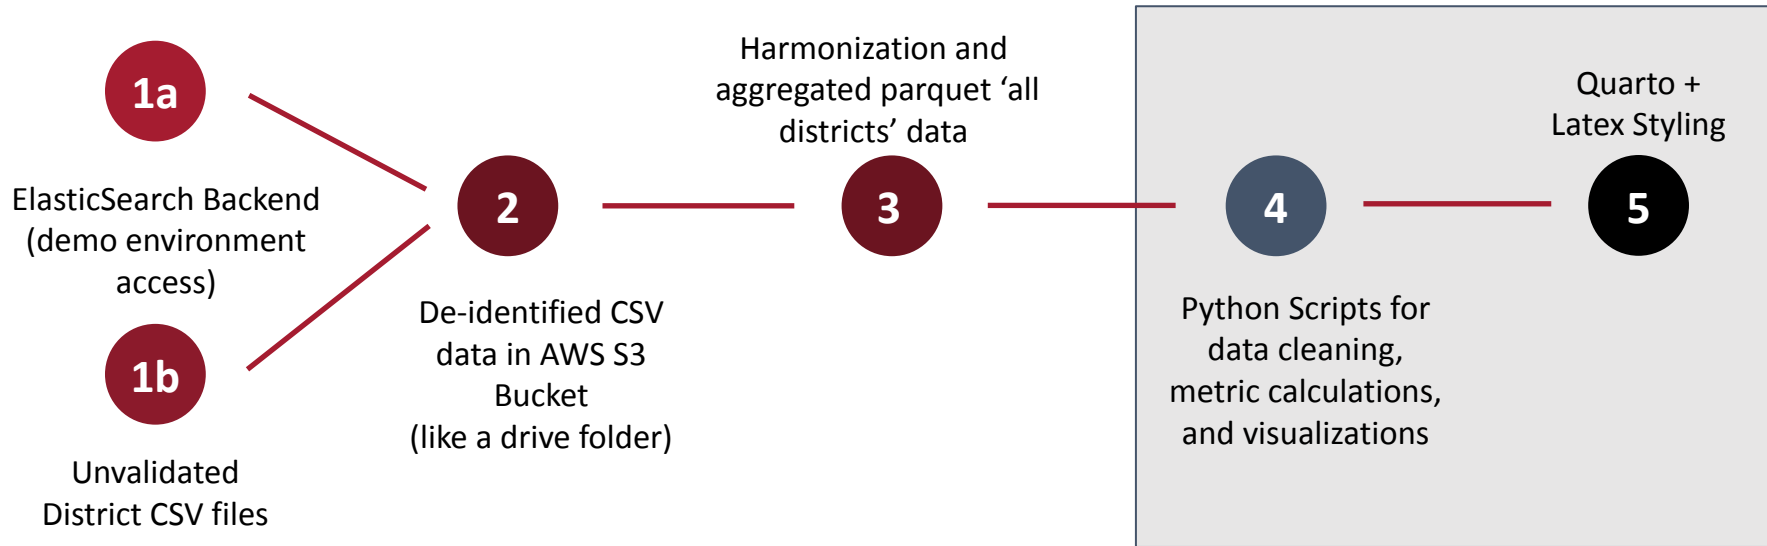 1a
ElasticSearch Backend
(demo environment
access)
1b
Unvalidated
District CSV files
2
De-identified CSV
data in AWS S3
Bucket
(like a drive folder)
Harmonization and
aggregated parquet ‘all
districts’ data
3
4
Python Scripts for
data cleaning,
metric calculations,
and visualizations
Quarto +
Latex Styling
5